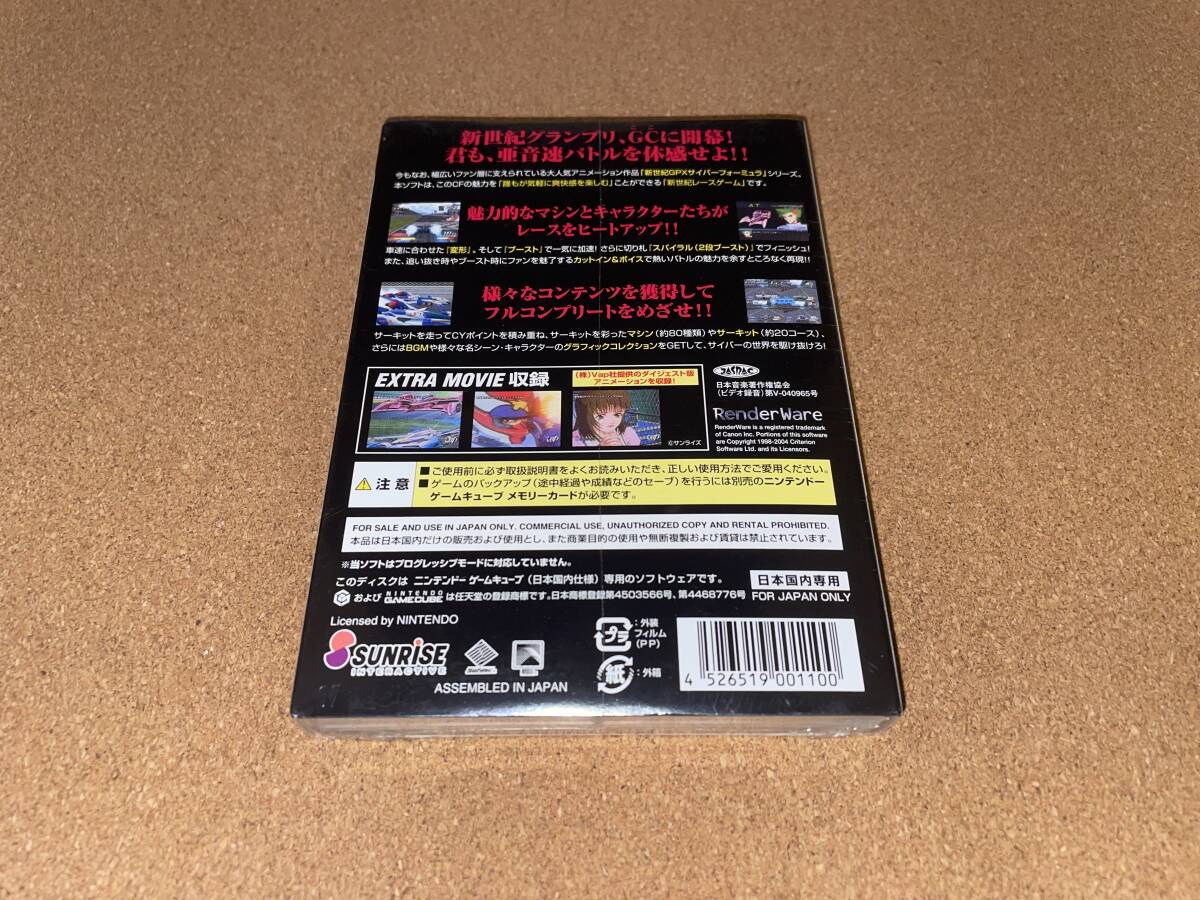 新世紀グランプリ、GCに開幕!
君も、亜音速バトルを体感せよ!!
今もなお、幅広いファン層に支えられている大人気アニメーション作品『新世紀GPXサイバーフォーミュラ』シリーズ。
本ソフトは、このCFの魅力を「誰もが気軽に爽快感を楽しむ」ことができる「新世紀レースゲーム」です。
魅力的なマシンとキャラクターたちが
レースをヒートアップ!!
車速に合わせた『変形』。そして『ブースト』で一気に加速!さらに切り札『スパイラル(2段ブースト)』でフィニッシュ!
また、追い抜き時やブースト時にファンを魅了するカットイン&ボイスで熱いバトルの魅力を余すところなく再現!!
様々なコンテンツを獲得して
フルコンプリートをめざせ!!
サーキットを走ってCYポイントを積み重ね、サーキットを彩ったマシン(約80種類)やサーキット(約20コース)、
さらにはBGMや様々な名シーン・キャラクターのグラフィックコレクションをGETして、サイバーの世界を駆け抜けろ!
EXTRA MOVIE 収録
(株)Vap社提供のダイジェスト版
アニメーションを収録!
©サンライズ
JASRAC
日本音楽著作権協会
(ビデオ録音)第V-040965号
RenderWare
RenderWare is a registered trademark
of Canon Inc. Portions of this software
are Copyright 1998-2004 Criterion
Software Ltd. and its Licensors.
注意
■ご使用前に必ず取扱説明書をよくお読みいただき、正しい使用方法でご愛用ください。
■ゲームのバックアップ(途中経過や成績などのセーブ)を行うには別売のニンテンドー
ゲームキューブ メモリーカードが必要です。
FOR SALE AND USE IN JAPAN ONLY. COMMERCIAL USE, UNAUTHORIZED COPY AND RENTAL PROHIBITED.
本品は日本国内だけの販売および使用とし、また商業目的の使用や無断複製および賃貸は禁止されています。
※当ソフトはプログレッシブモードに対応していません。
このディスクは ニンテンドー ゲームキューブ(日本国内仕様)専用のソフトウェアです。
および NINTENDO GAMECUBE は任天堂の登録商標です。日本商標登録第4503566号、第4468776号
日本国内専用
FOR JAPAN ONLY
Licensed by NINTENDO
SUNRISE
INTERACTIVE
ASSEMBLED IN JAPAN
プラ
:外装
フィルム
(PP)
紙
:外箱
4 526519 001100